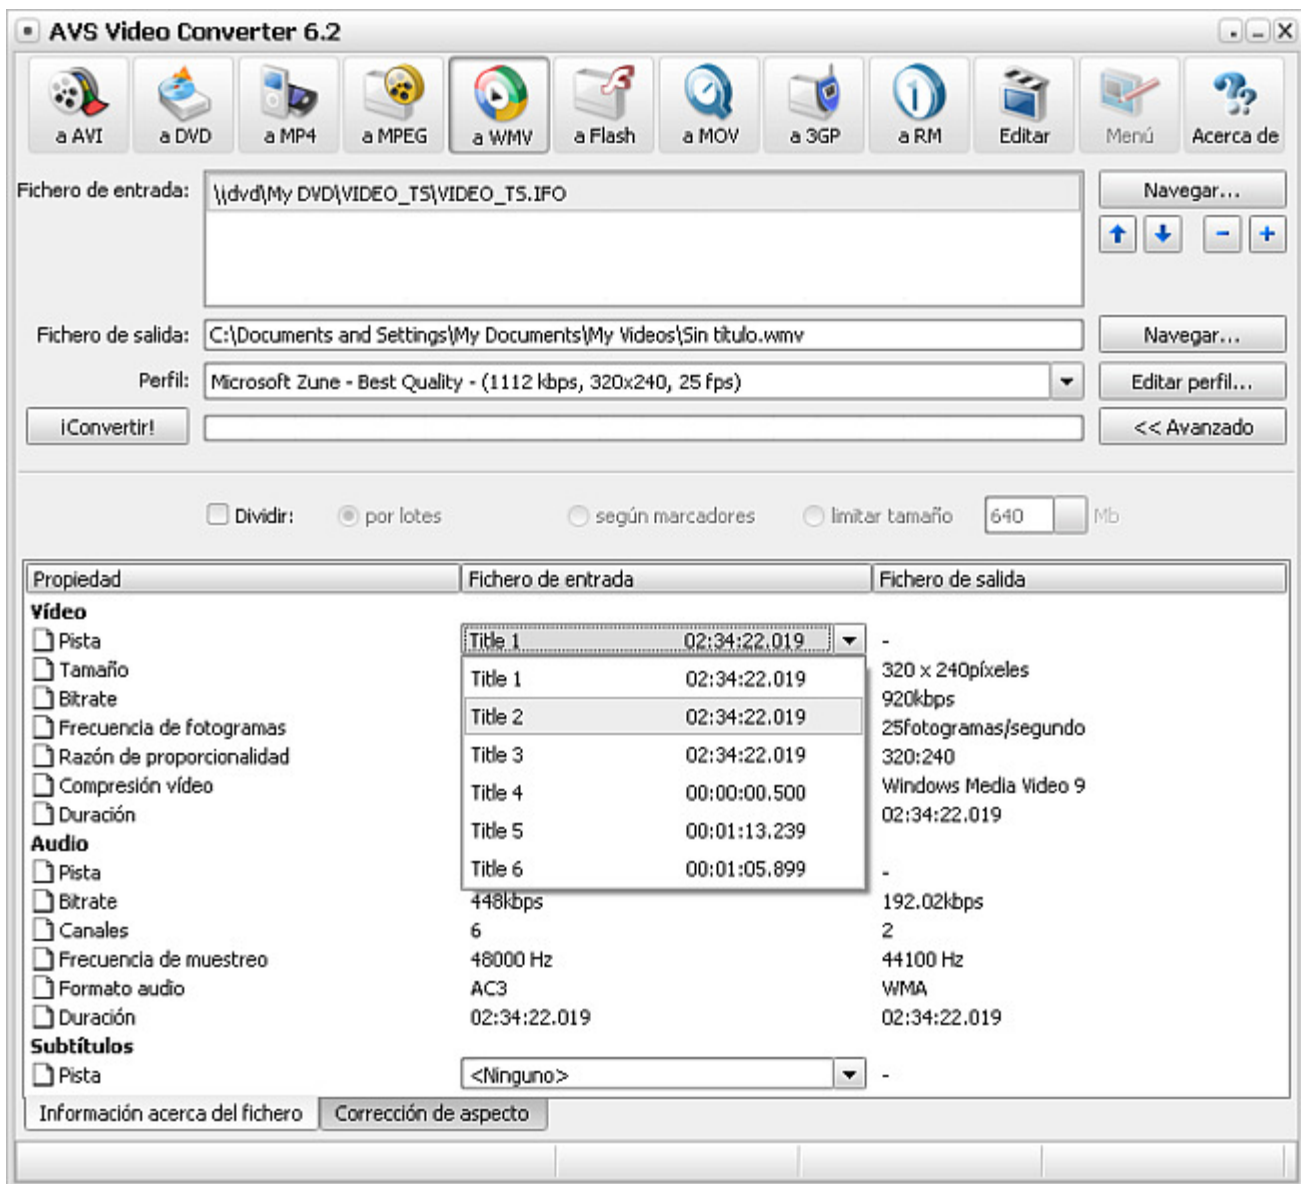 AVS Video Converter 6.2
a AVI a DVD a MP4 a MPEG a WMV a Flash a MOV a 3GP a RM Editar Menú Acerca de
Fichero de entrada: \\dvd\My DVD\VIDEO_TS\VIDEO_TS.IFO Navegar...
Fichero de salida: C:\Documents and Settings\My Documents\My Videos\Sin título.wmv Navegar...
Perfil: Microsoft Zune - Best Quality - (1112 kbps, 320x240, 25 fps) Editar perfil...
¡Convertir! << Avanzado
Dividir: por lotes según marcadores limitar tamaño 640 Mb
Propiedad Fichero de entrada Fichero de salida
Vídeo
Pista Title 1 02:34:22.019 -
Tamaño Title 1 02:34:22.019 320 x 240píxeles
Bitrate Title 2 02:34:22.019 920kbps
Frecuencia de fotogramas 25fotogramas/segundo
Razón de proporcionalidad Title 3 02:34:22.019 320:240
Compresión vídeo Title 4 00:00:00.500 Windows Media Video 9
Duración Title 5 00:01:13.239 02:34:22.019
Audio
Pista Title 6 00:01:05.899 -
Bitrate 448kbps 192.02kbps
Canales 6 2
Frecuencia de muestreo 48000 Hz 44100 Hz
Formato audio AC3 WMA
Duración 02:34:22.019 02:34:22.019
Subtítulos
Pista <Ninguno> -
Información acerca del fichero Corrección de aspecto